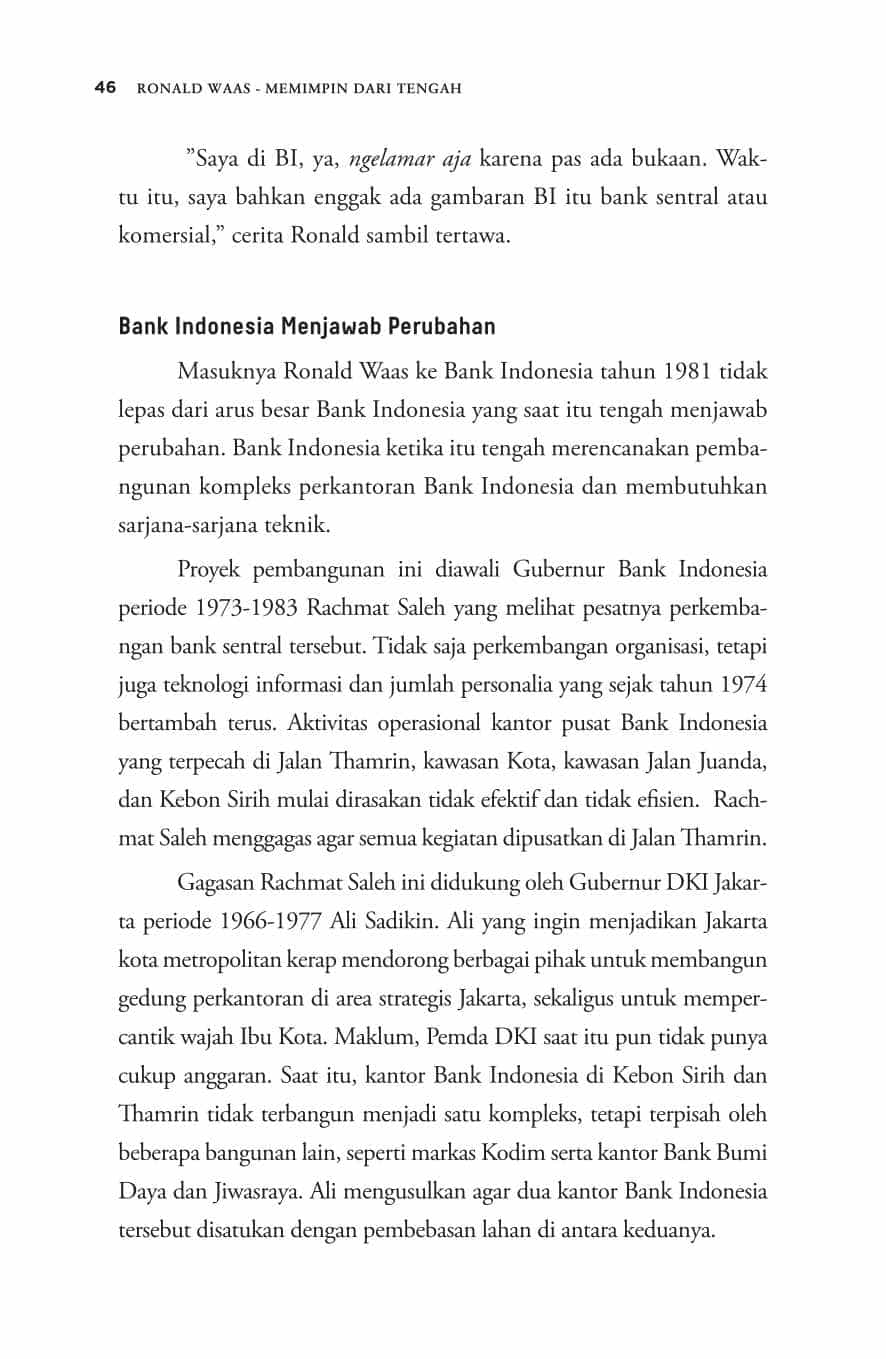 46 RONALD WAAS - MEMIMPIN DARI TENGAH
”Saya di BI, ya, ngelamar aja karena pas ada bukaan. Wak-
tu itu, saya bahkan enggak ada gambaran BI itu bank sentral atau
komersial,” cerita Ronald sambil tertawa.
Bank Indonesia Menjawab Perubahan
Masuknya Ronald Waas ke Bank Indonesia tahun 1981 tidak
lepas dari arus besar Bank Indonesia yang saat itu tengah menjawab
perubahan. Bank Indonesia ketika itu tengah merencanakan pemba-
ngunan kompleks perkantoran Bank Indonesia dan membutuhkan
sarjana-sarjana teknik.
Proyek pembangunan ini diawali Gubernur Bank Indonesia
periode 1973-1983 Rachmat Saleh yang melihat pesatnya perkemba-
ngan bank sentral tersebut. Tidak saja perkembangan organisasi, tetapi
juga teknologi informasi dan jumlah personalia yang sejak tahun 1974
bertambah terus. Aktivitas operasional kantor pusat Bank Indonesia
yang terpecah di Jalan Thamrin, kawasan Kota, kawasan Jalan Juanda,
dan Kebon Sirih mulai dirasakan tidak efektif dan tidak efisien. Rach-
mat Saleh menggagas agar semua kegiatan dipusatkan di Jalan Thamrin.
Gagasan Rachmat Saleh ini didukung oleh Gubernur DKI Jakar-
ta periode 1966-1977 Ali Sadikin. Ali yang ingin menjadikan Jakarta
kota metropolitan kerap mendorong berbagai pihak untuk membangun
gedung perkantoran di area strategis Jakarta, sekaligus untuk memper-
cantik wajah Ibu Kota. Maklum, Pemda DKI saat itu pun tidak punya
cukup anggaran. Saat itu, kantor Bank Indonesia di Kebon Sirih dan
Thamrin tidak terbangun menjadi satu kompleks, tetapi terpisah oleh
beberapa bangunan lain, seperti markas Kodim serta kantor Bank Bumi
Daya dan Jiwasraya. Ali mengusulkan agar dua kantor Bank Indonesia
tersebut disatukan dengan pembebasan lahan di antara keduanya.